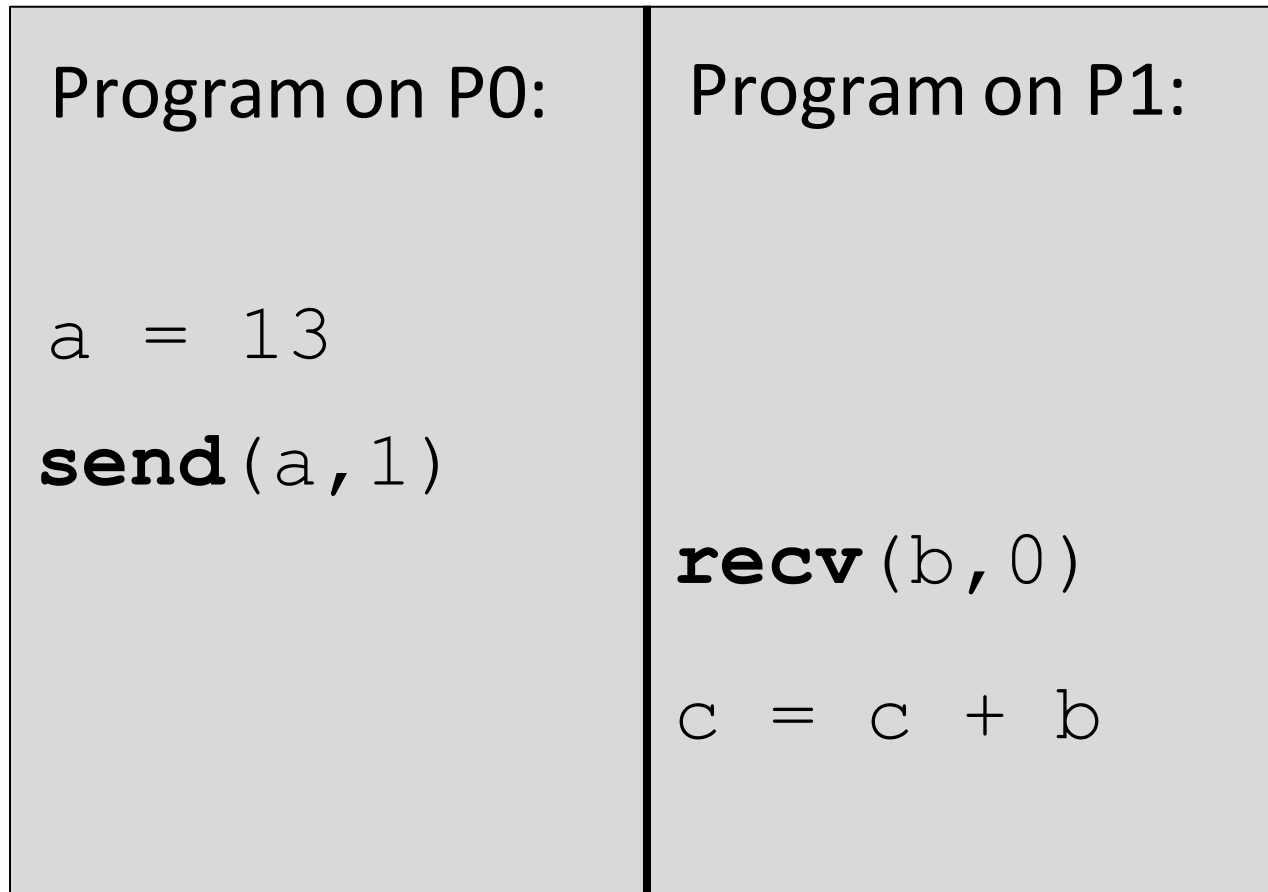 Program on P0:
a = 13
send(a,1)
Program on P1:
recv(b,0)
c = c + b